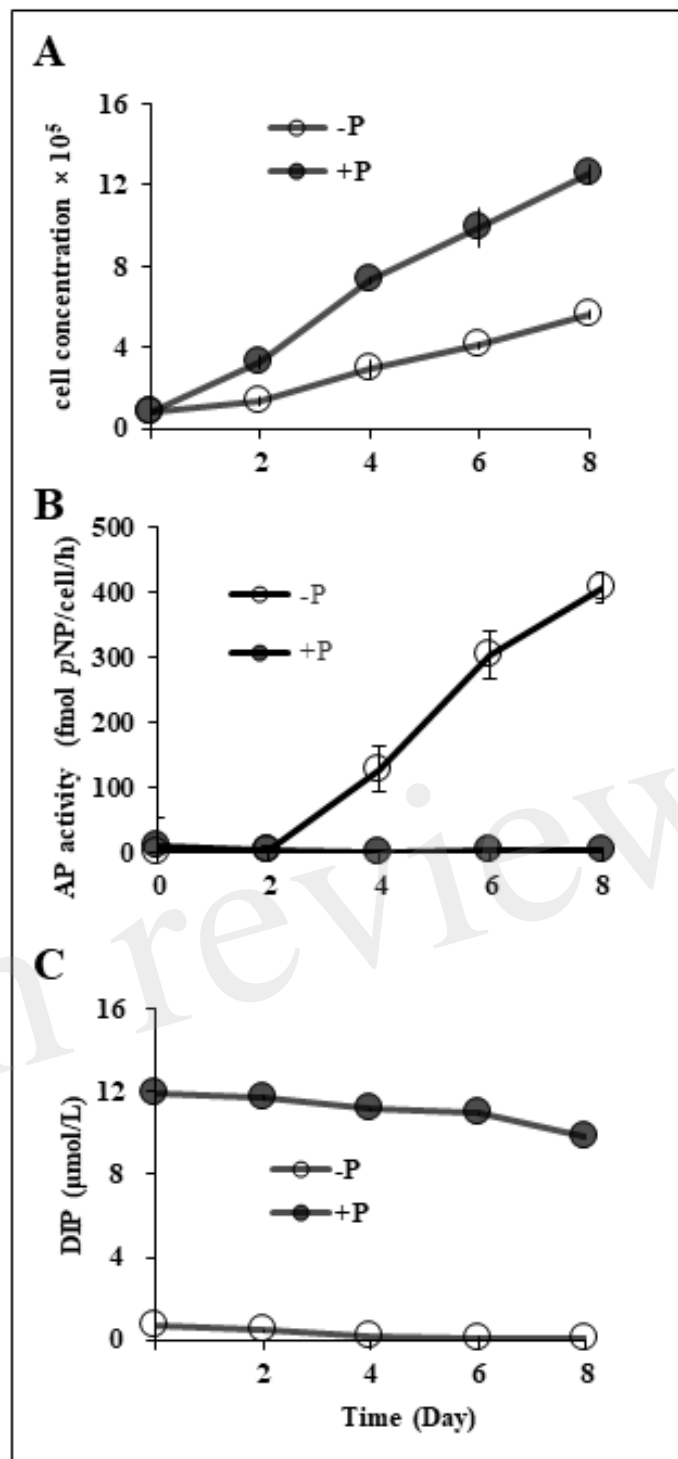 A
cell concentration × 10⁵
16
12
8
4
0
-P
+P
2 4 6 8
B
AP activity (fmol pNP/cell/h)
500
400
300
200
100
0
-P
+P
0 2 4 6 8
C
DIP (μmol/L)
16
12
8
4
0
-P
+P
2 4 6 8
Time (Day)
n review